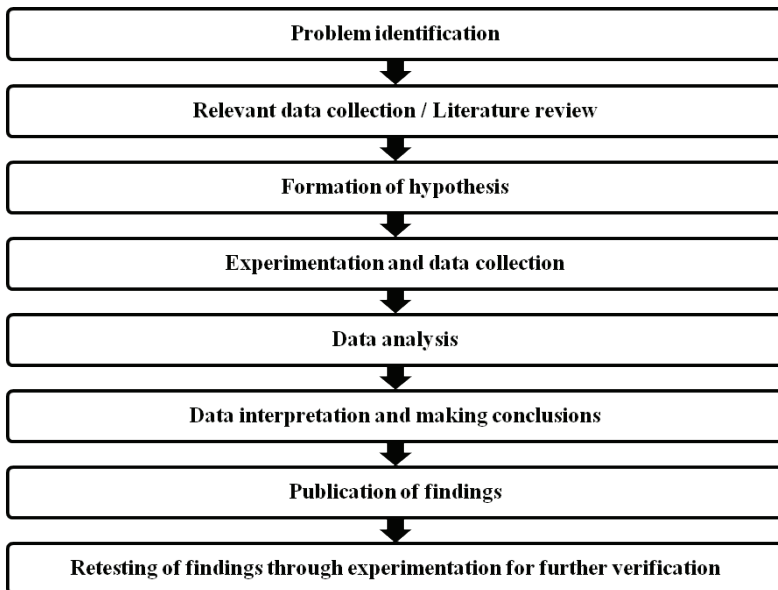 Problem identification
Relevant data collection / Literature review
Formation of hypothesis
Experimentation and data collection
Data analysis
Data interpretation and making conclusions
Publication of findings
Retesting of findings through experimentation for further verification